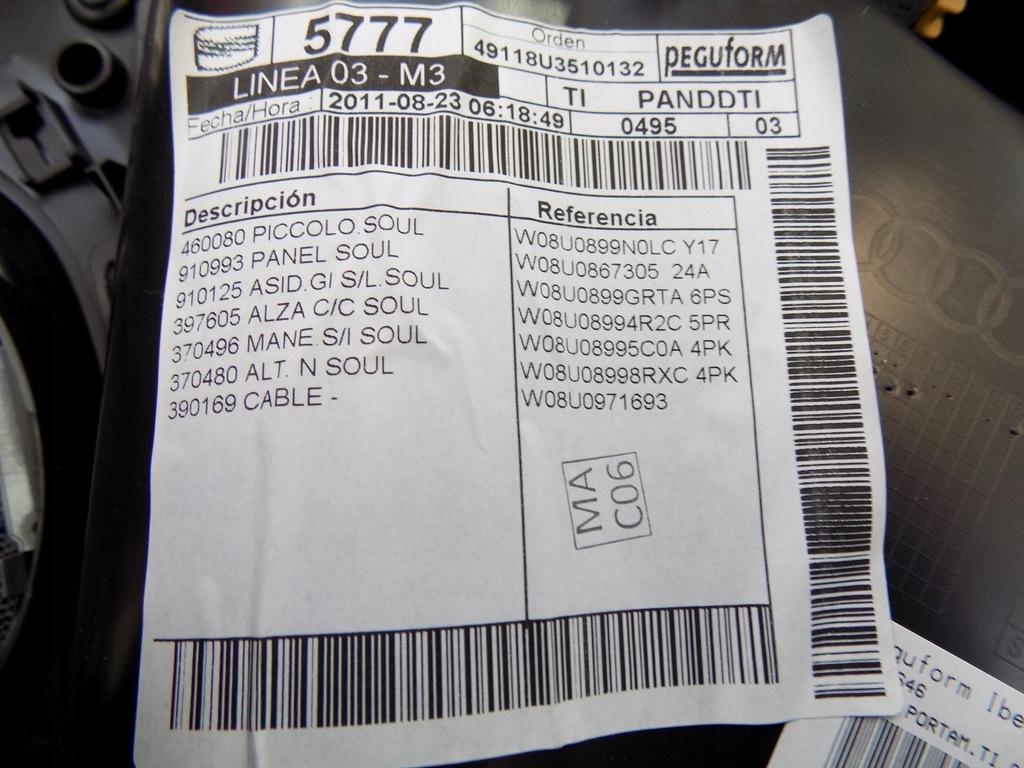 5777
Orden
49118U3510132
PEGUFORM
LINEA 03 - M3
TI PANDDTI
Fecha/Hora : 2011-08-23 06:18:49
0495 03
Descripción Referencia
460080 PICCOLO.SOUL W08U0899N0LC Y17
910993 PANEL SOUL W08U0867305 24A
910125 ASID.GI S/L.SOUL W08U0899GRTA 6PS
397605 ALZA C/C SOUL W08U08994R2C 5PR
370496 MANE.S/I SOUL W08U08995C0A 4PK
370480 ALT. N SOUL W08U08998RXC 4PK
390169 CABLE - W08U0971693
MA
C06
guform Ibe
646
PORTAM.TI